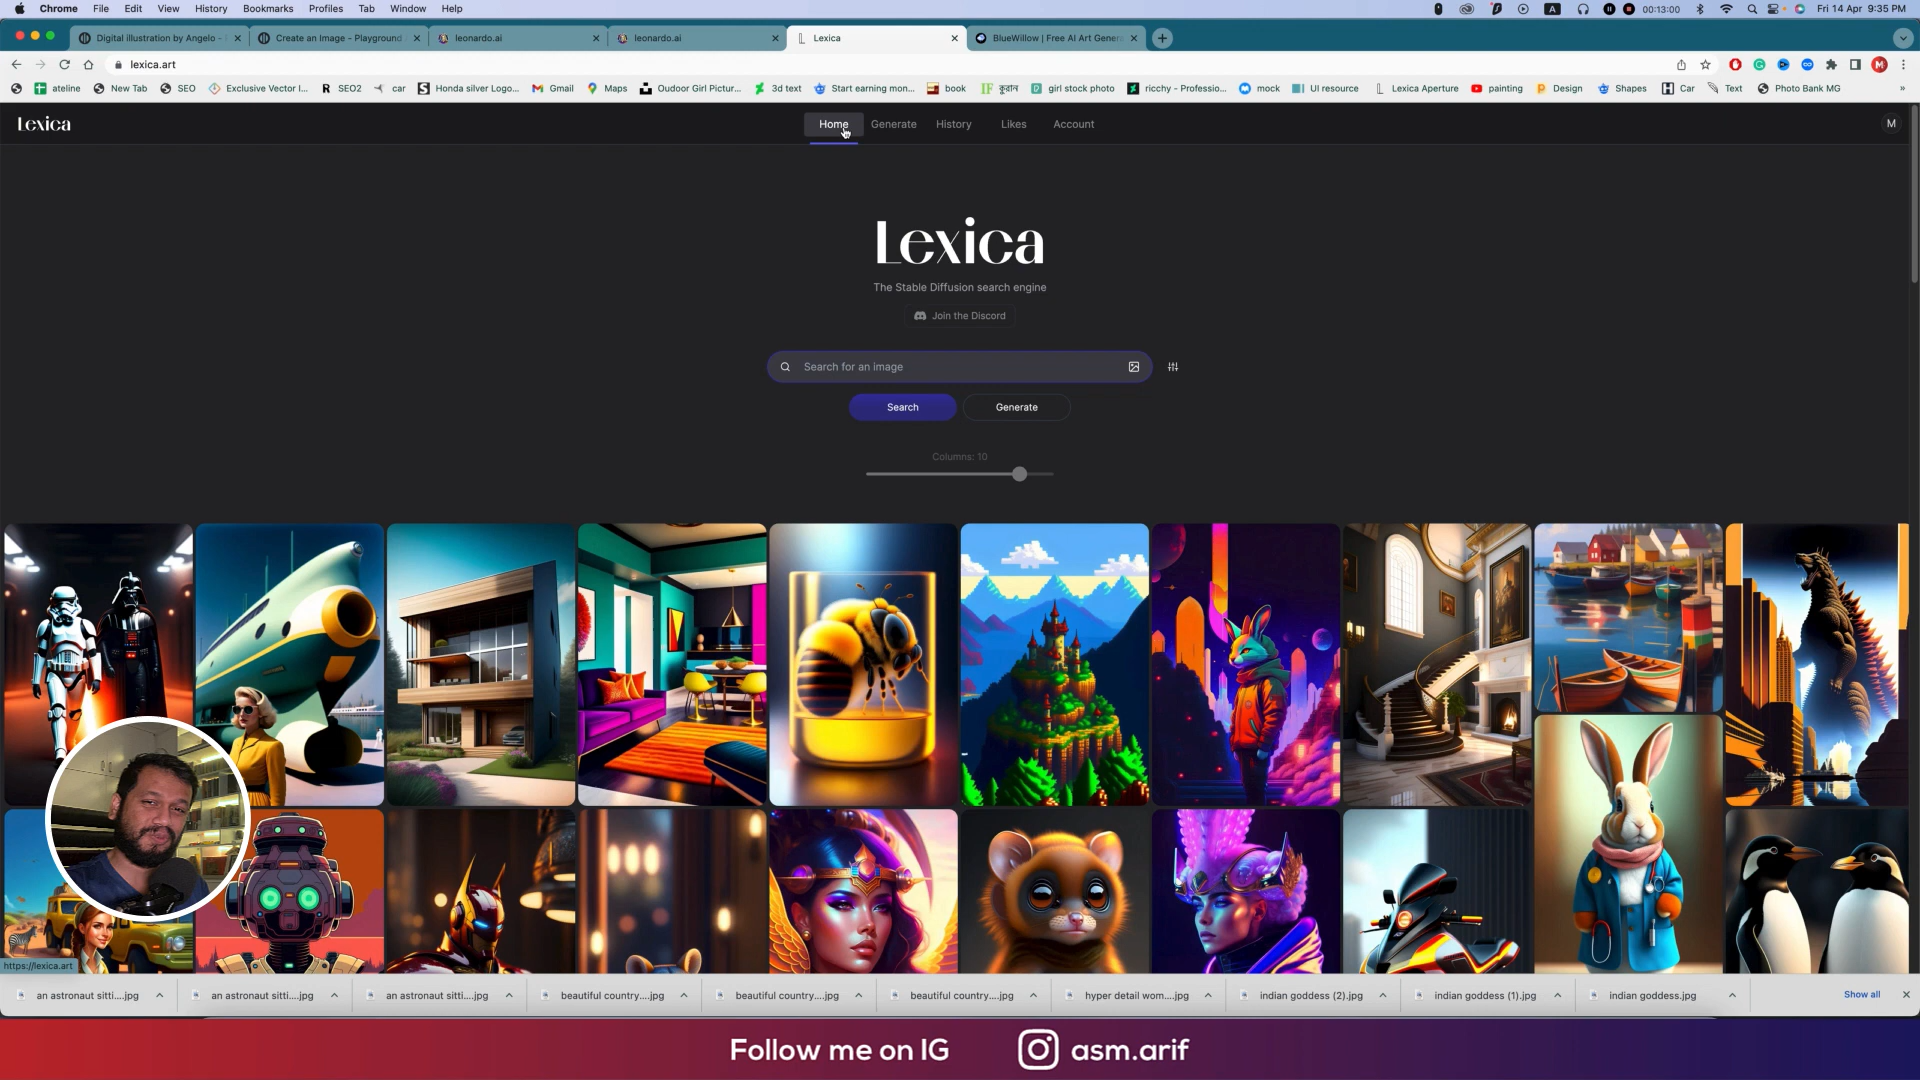 Chrome File Edit View History Bookmarks Profiles Tab Window Help
00:13:00 Fri 14 Apr 9:35 PM
Digital illustration by Angelo -
Create an Image - Playground
leonardo.ai
leonardo.ai
Lexica
BlueWillow | Free AI Art Gener
lexica.art
M
ateline New Tab SEO Exclusive Vector I... SEO2 car Honda silver Logo... Gmail Maps Oudoor Girl Pictur... 3d text Start earning mon... book IF girl stock photo ricchy - Professio... mock UI resource Lexica Aperture painting Design Shapes Car Text Photo Bank MG »
Lexica Home Generate History Likes Account M
Lexica
The Stable Diffusion search engine
Join the Discord
Search for an image
Search Generate
Columns: 10
https://lexica.art
an astronaut sitti....jpg an astronaut sitti....jpg an astronaut sitti....jpg beautiful country....jpg beautiful country....jpg beautiful country....jpg hyper detail wom....jpg indian goddess (2).jpg indian goddess (1).jpg indian goddess.jpg Show all
Follow me on IG asm.arif